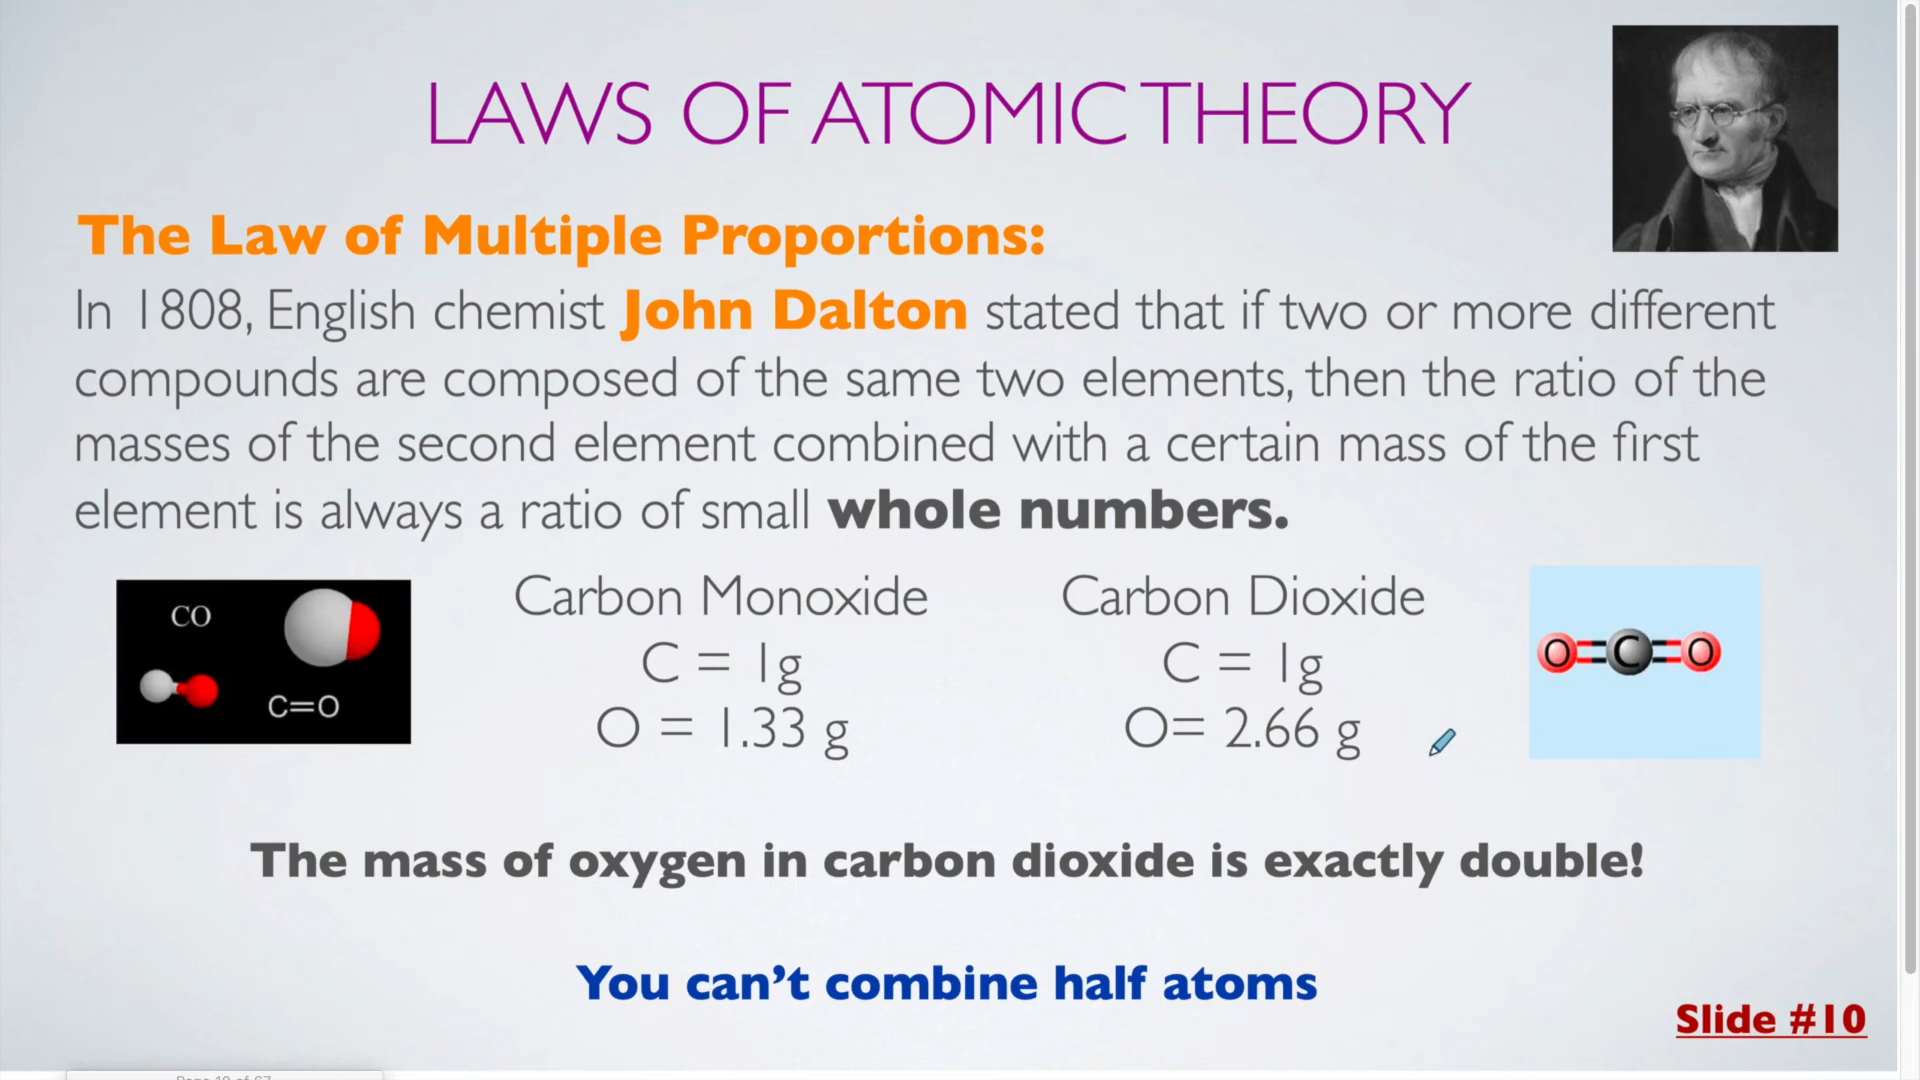 LAWS OF ATOMIC THEORY
The Law of Multiple Proportions:
In 1808, English chemist John Dalton stated that if two or more different
compounds are composed of the same two elements, then the ratio of the
masses of the second element combined with a certain mass of the first
element is always a ratio of small whole numbers.
CO
C=O
Carbon Monoxide
C = 1g
O = 1.33 g
Carbon Dioxide
C = 1g
O= 2.66 g
O=C=O
The mass of oxygen in carbon dioxide is exactly double!
You can't combine half atoms
Slide #10